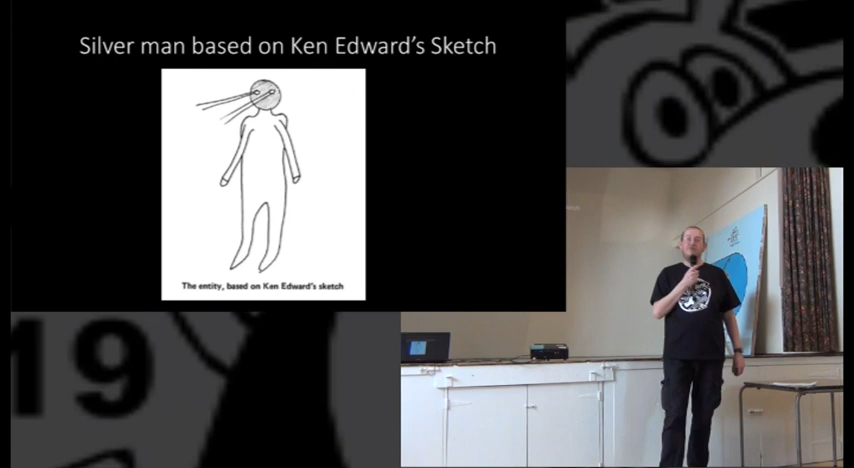 Silver man based on Ken Edward's Sketch
The entity, based on Ken Edward's sketch
19